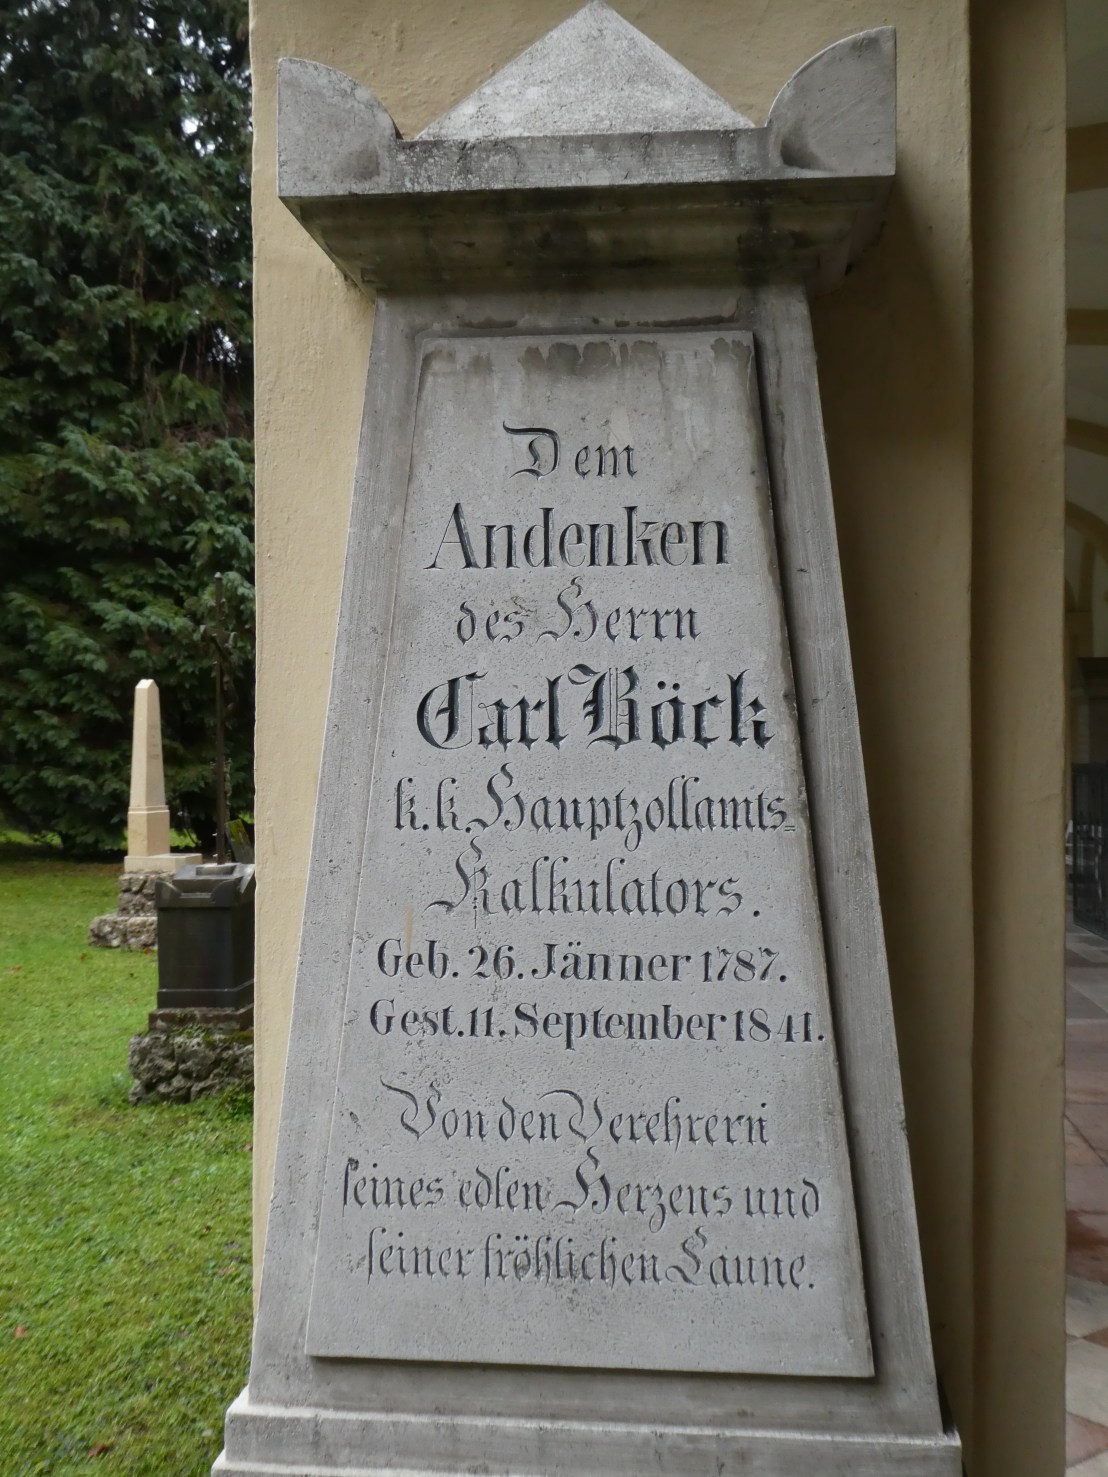 Dem
Andenken
des Herrn
Carl Böck
k.k. Hauptzollamts-
Kalkulators.
Geb. 26. Jänner 1787.
Gest. 11. September 1841.
Von den Verehrern
seines edlen Herzens und
seiner fröhlichen Laune.